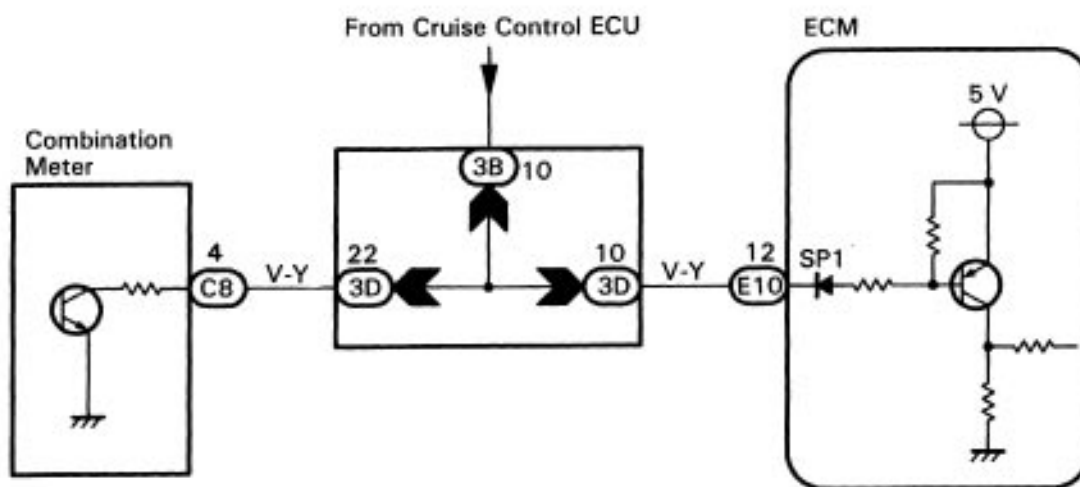 From Cruise Control ECU
ECM
5 V
Combination
Meter
3B
10
4
22
10
12
SP1
C8
V-Y
3D
3D
V-Y
E10